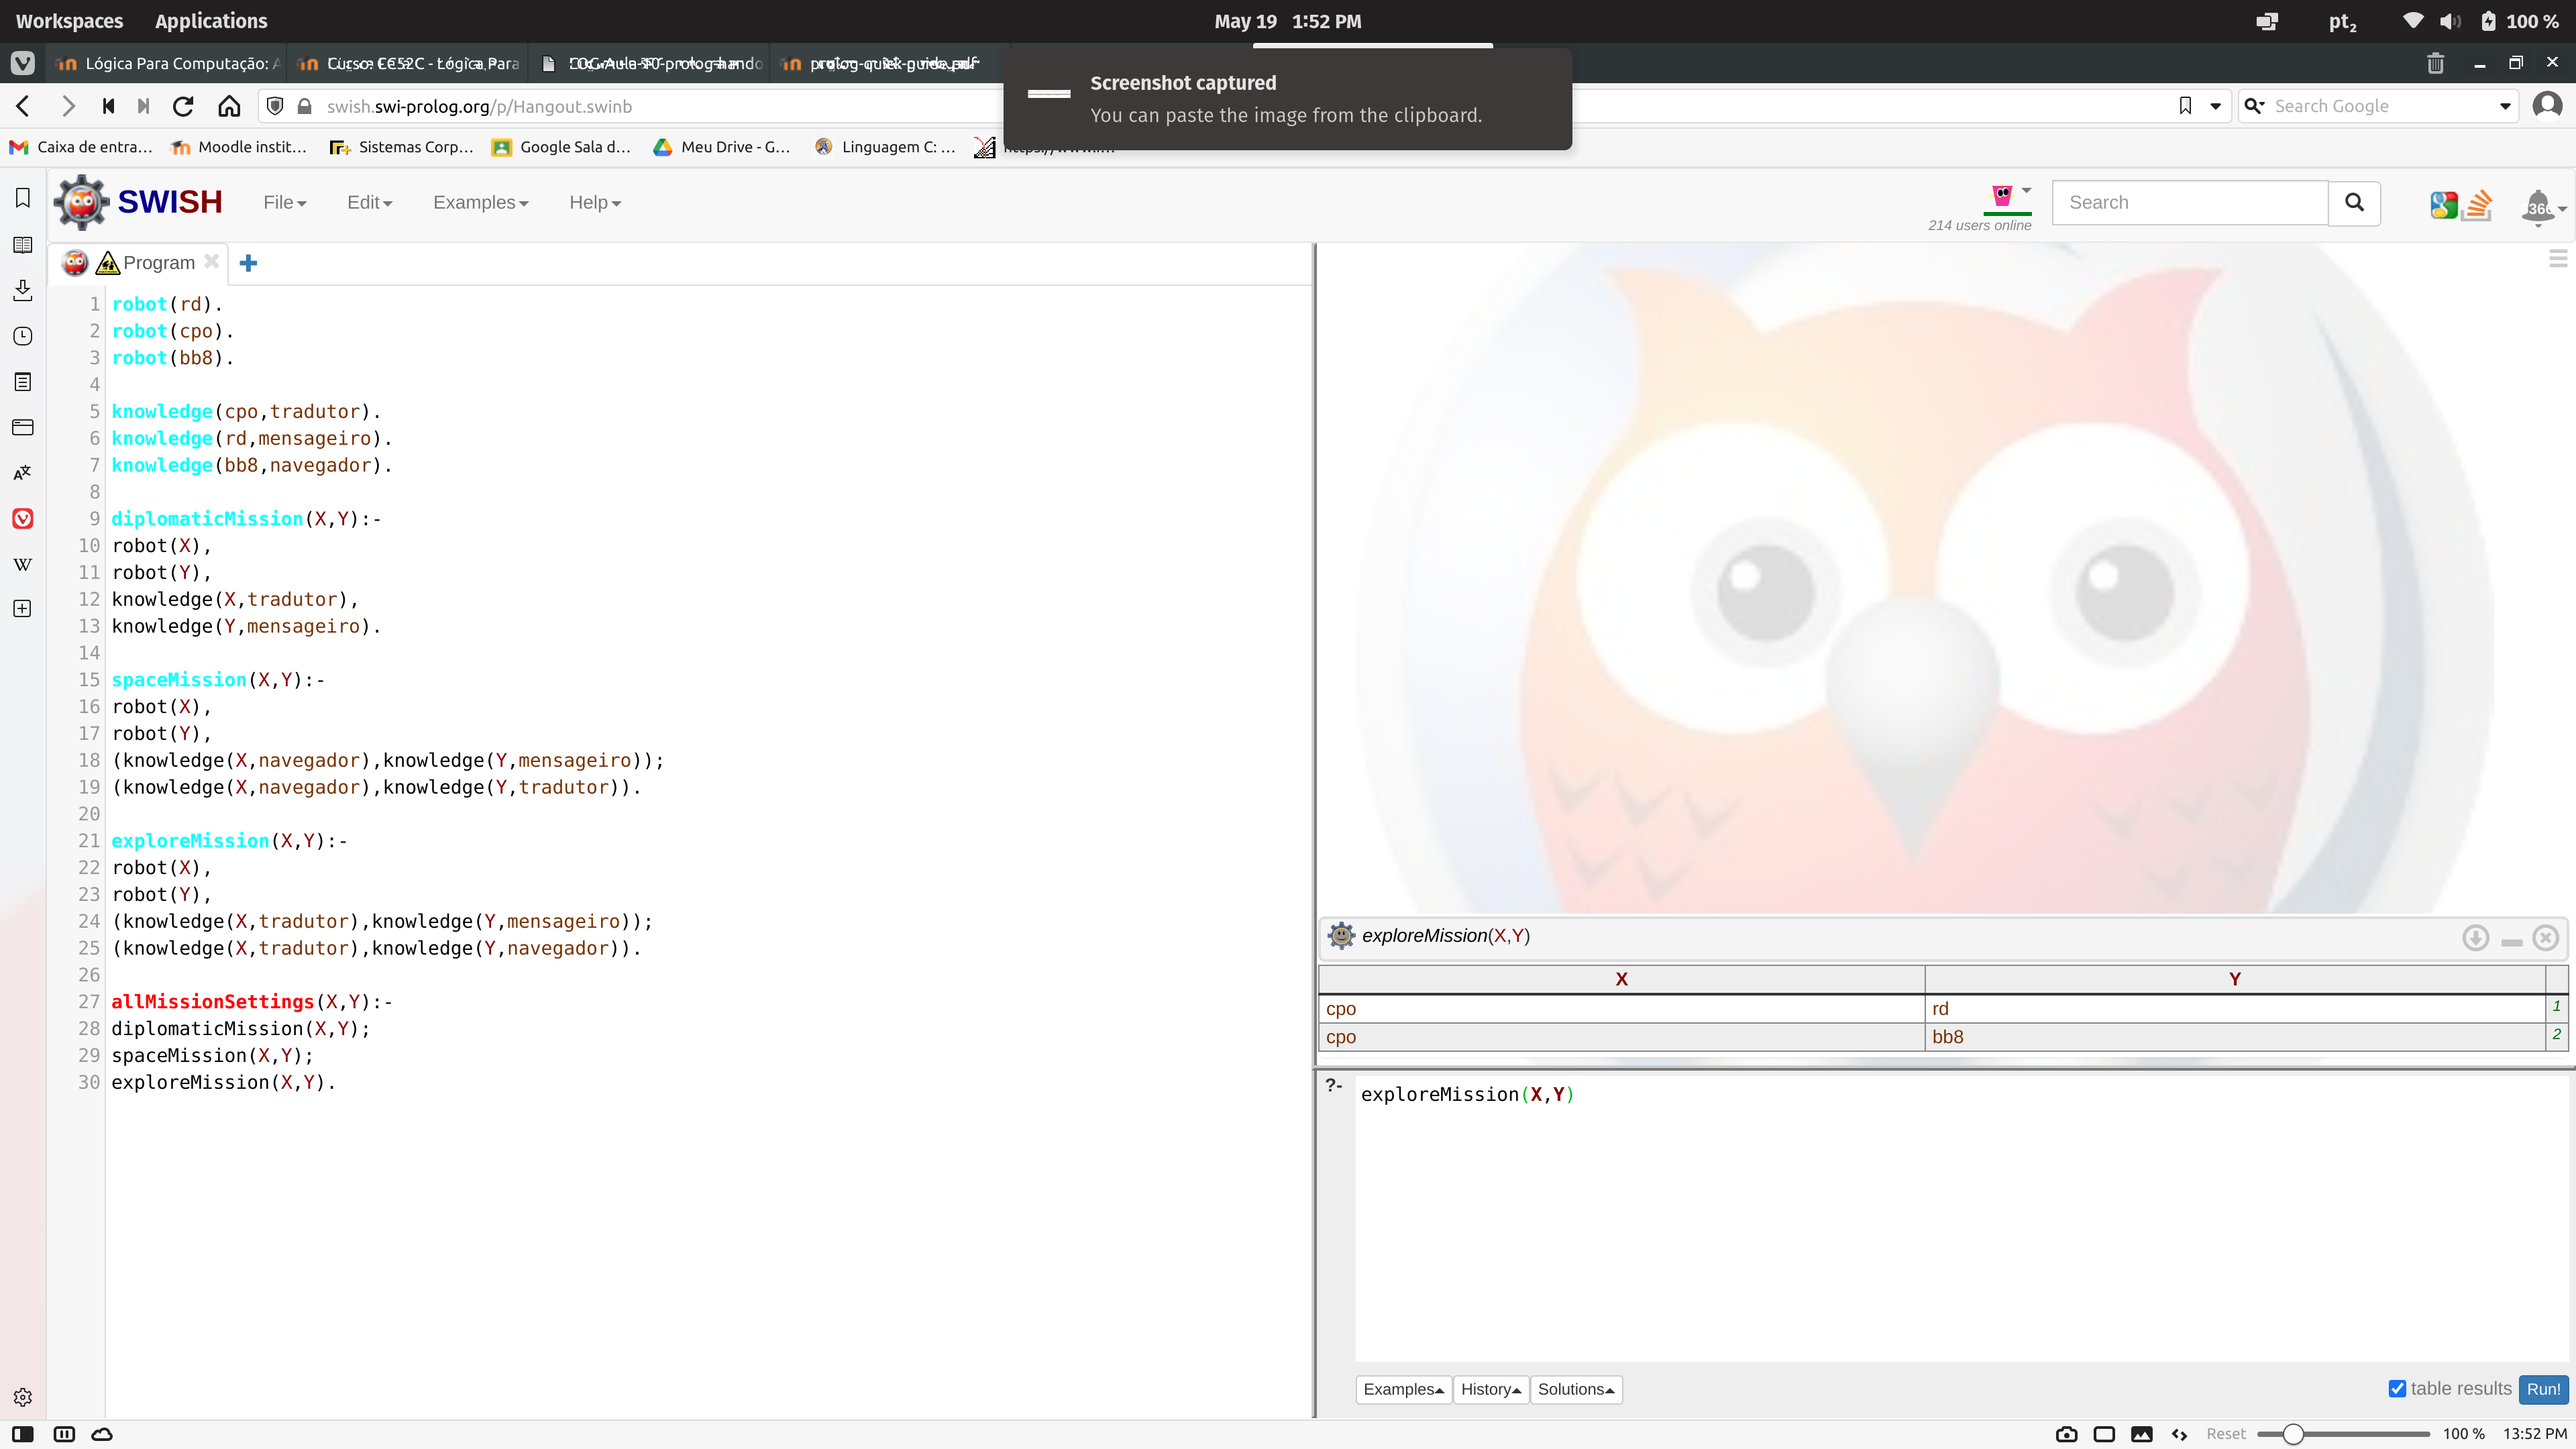 Workspaces Applications May 19 1:52 PM pt2 100 %
Lógica Para Computação: A
Curso: EC52C - Lógica Para
Screenshot captured
You can paste the image from the clipboard.
swish.swi-prolog.org/p/Hangout.swinb
Search Google
Caixa de entra... Moodle instit... Sistemas Corp... Google Sala d... Meu Drive - G... Linguagem C: ...
SWISH File Edit Examples Help
214 users online
Search
Program
1 robot(rd).
2 robot(cpo).
3 robot(bb8).
4
5 knowledge(cpo,tradutor).
6 knowledge(rd,mensageiro).
7 knowledge(bb8,navegador).
8
9 diplomaticMission(X,Y):-
10 robot(X),
11 robot(Y),
12 knowledge(X,tradutor),
13 knowledge(Y,mensageiro).
14
15 spaceMission(X,Y):-
16 robot(X),
17 robot(Y),
18 (knowledge(X,navegador),knowledge(Y,mensageiro));
19 (knowledge(X,navegador),knowledge(Y,tradutor)).
20
21 exploreMission(X,Y):-
22 robot(X),
23 robot(Y),
24 (knowledge(X,tradutor),knowledge(Y,mensageiro));
25 (knowledge(X,tradutor),knowledge(Y,navegador)).
26
27 allMissionSettings(X,Y):-
28 diplomaticMission(X,Y);
29 spaceMission(X,Y);
30 exploreMission(X,Y).
exploreMission(X,Y)
X Y
cpo rd 1
cpo bb8 2
?- exploreMission(X,Y)
Examples History Solutions
table results Run!
Reset 100 % 13:52 PM